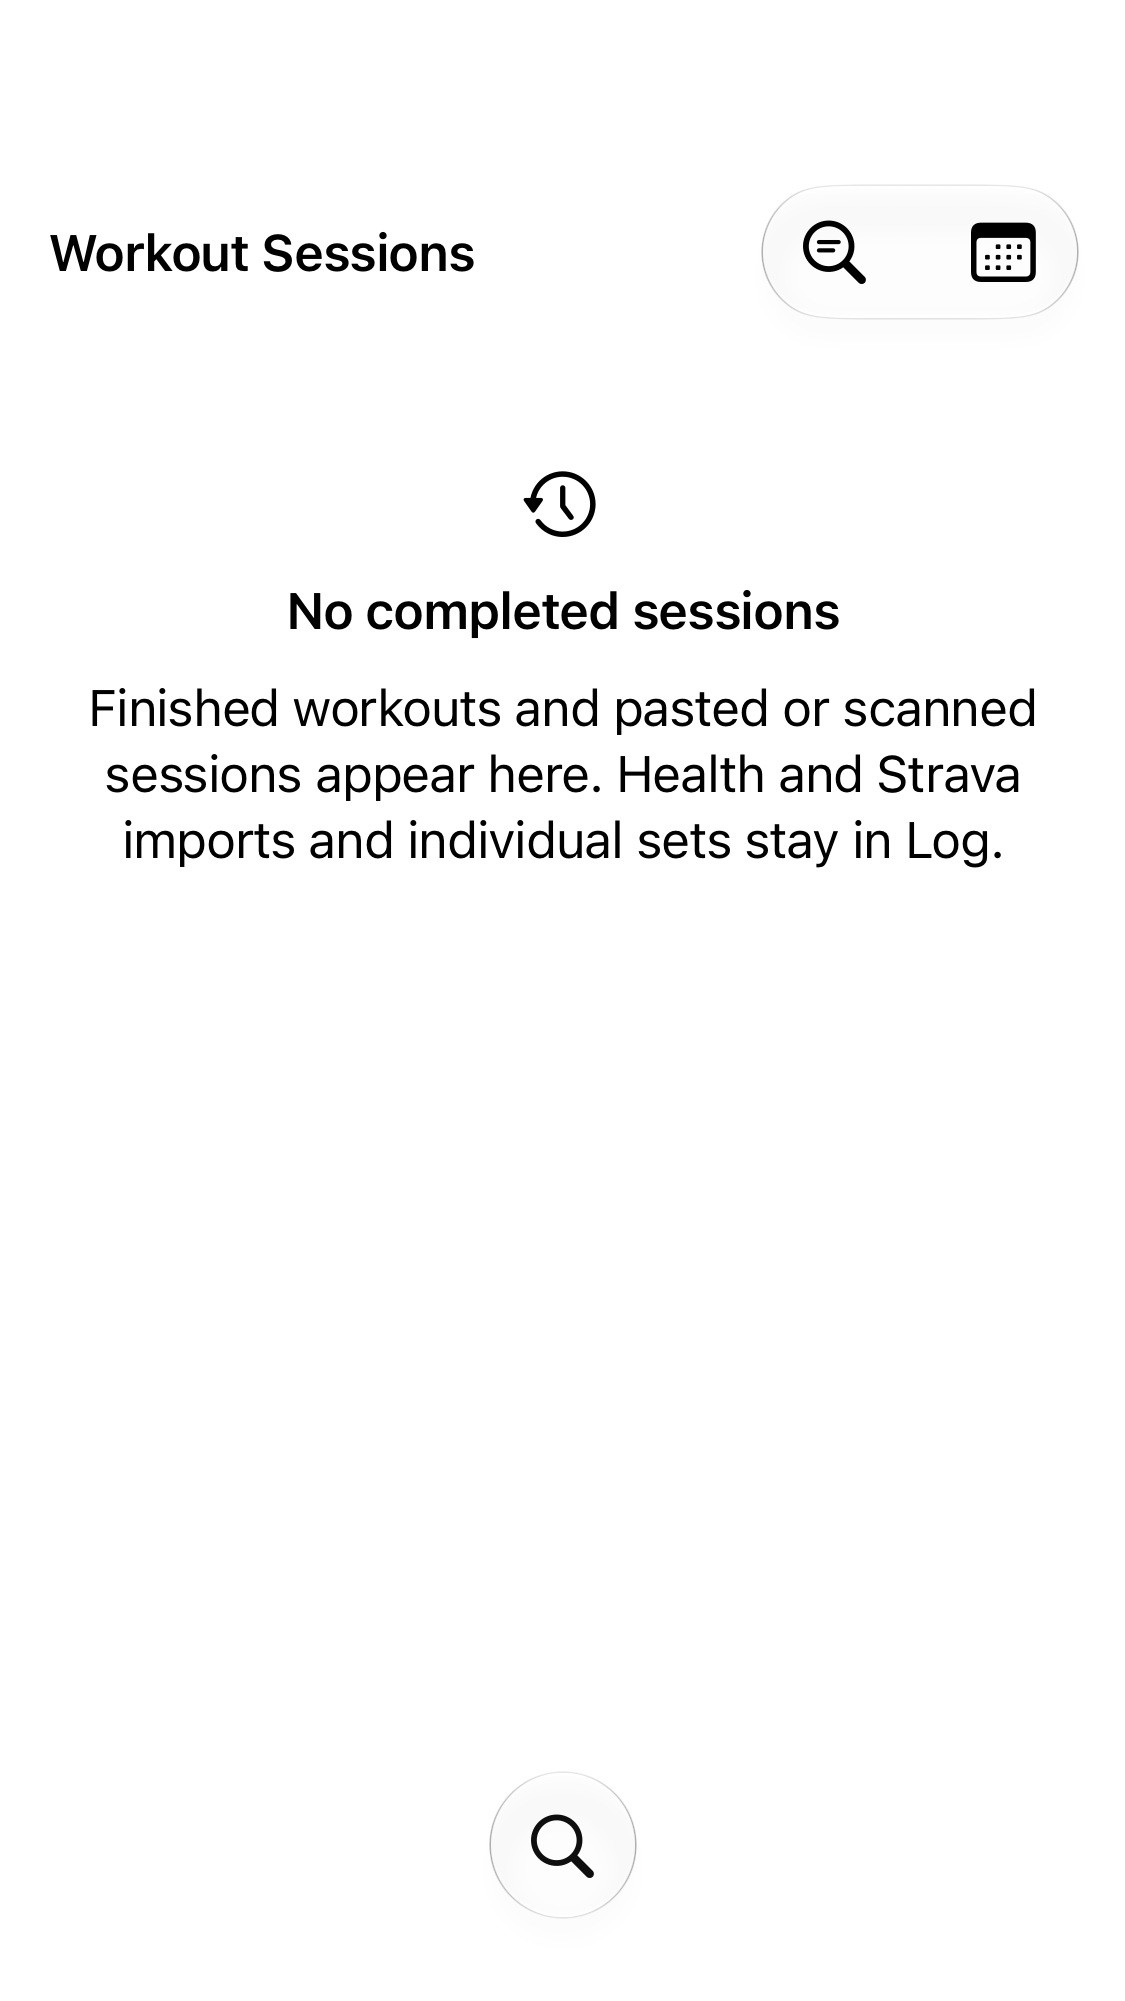 Workout Sessions
No completed sessions
Finished workouts and pasted or scanned
sessions appear here. Health and Strava
imports and individual sets stay in Log.